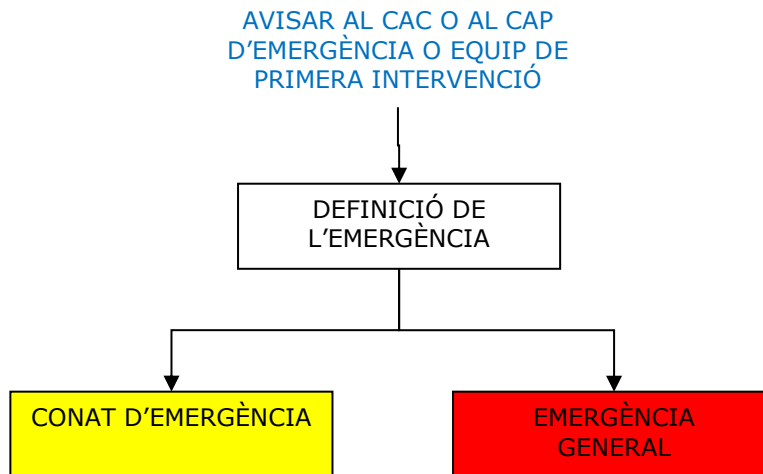 AVISAR AL CAC O AL CAP
D’EMERGÈNCIA O EQUIP DE
PRIMERA INTERVENCIÓ
DEFINICIÓ DE
L’EMERGÈNCIA
CONAT D’EMERGÈNCIA
EMERGÈNCIA
GENERAL